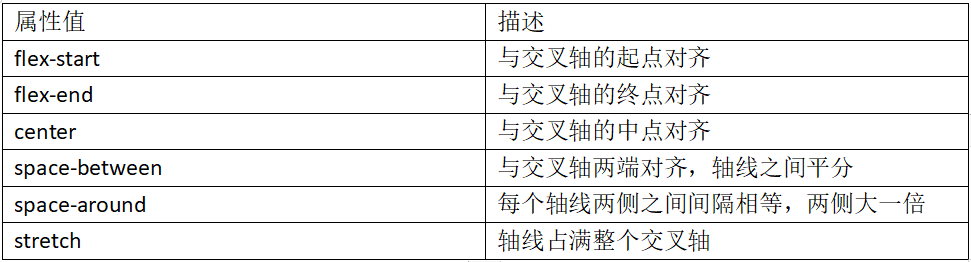 属性值 描述
flex-start 与交叉轴的起点对齐
flex-end 与交叉轴的终点对齐
center 与交叉轴的中点对齐
space-between 与交叉轴两端对齐，轴线之间平分
space-around 每个轴线两侧之间间隔相等，两侧大一倍
stretch 轴线占满整个交叉轴